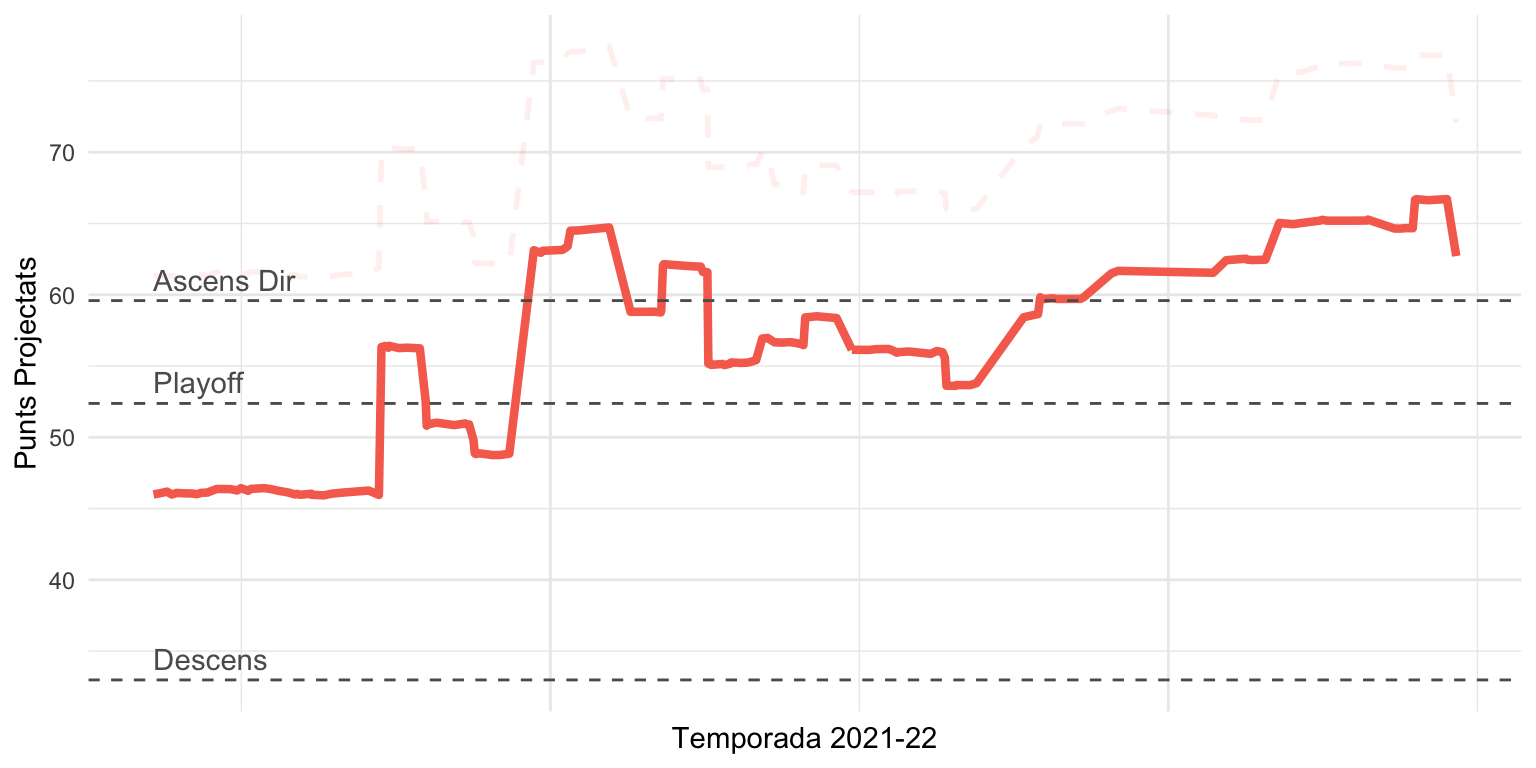 Punts Projectats
70
60
50
40
Ascens Dir
Playoff
Descens
Temporada 2021-22